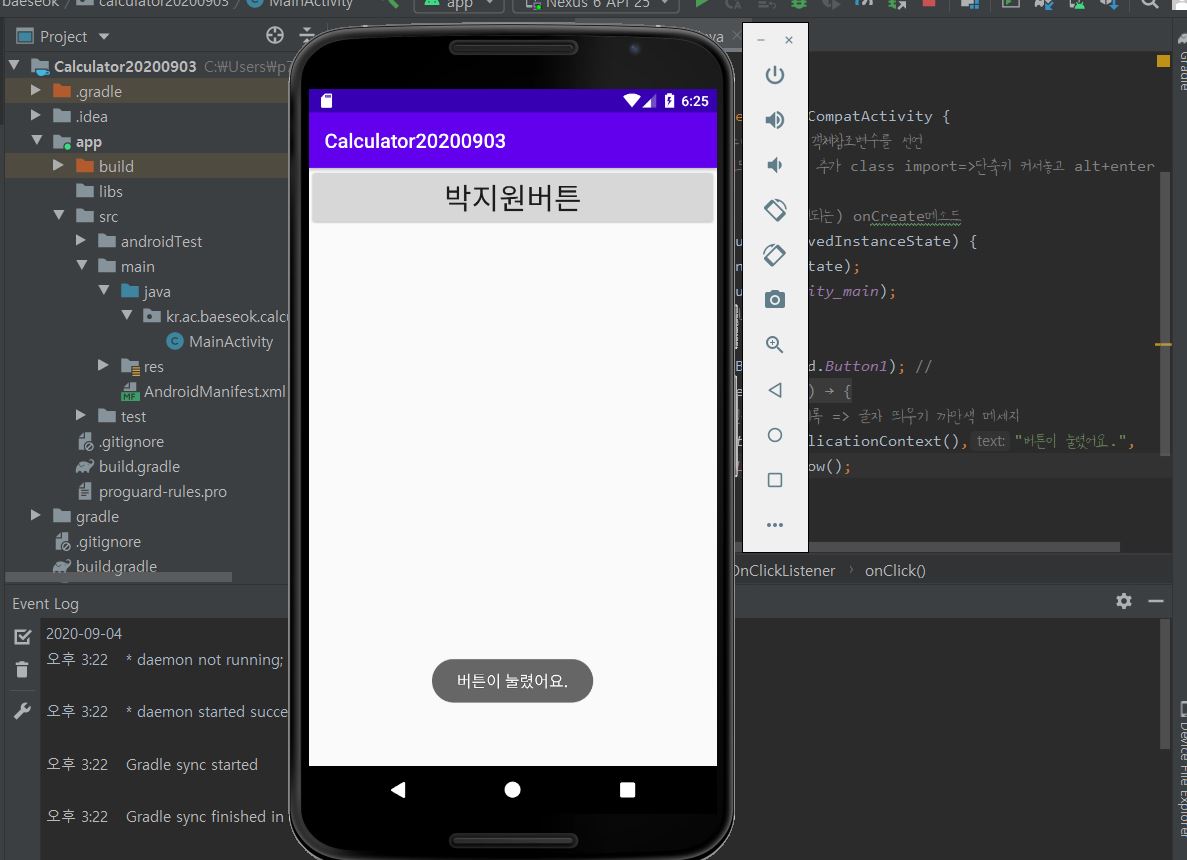 baeseok / Calculator20200903 / MainActivity
app Nexus 6 API 25
Project
Calculator20200903 C:₩Users₩p
.gradle
.idea
app
build
libs
src
androidTest
main
java
kr.ac.baeseok.calc
MainActivity
res
AndroidManifest.xml
test
.gitignore
build.gradle
proguard-rules.pro
gradle
.gitignore
build.gradle
6:25
Calculator20200903
박지원버튼
버튼이 눌렸어요.
CompatActivity {
객체참조변수를 선언
추가 class import=>단축키 커서놓고 alt+enter
되는) onCreate메소드
vedInstanceState) {
tate);
ity_main);
d.Button1); //
) → {
록 => 글자 띄우기 까만색 메세지
licationContext(), text: "버튼이 눌렸어요.",
ow();
OnClickListener › onClick()
Gradle
Device File Explorer
Event Log
2020-09-04
오후 3:22 * daemon not running;
오후 3:22 * daemon started succe
오후 3:22 Gradle sync started
오후 3:22 Gradle sync finished in